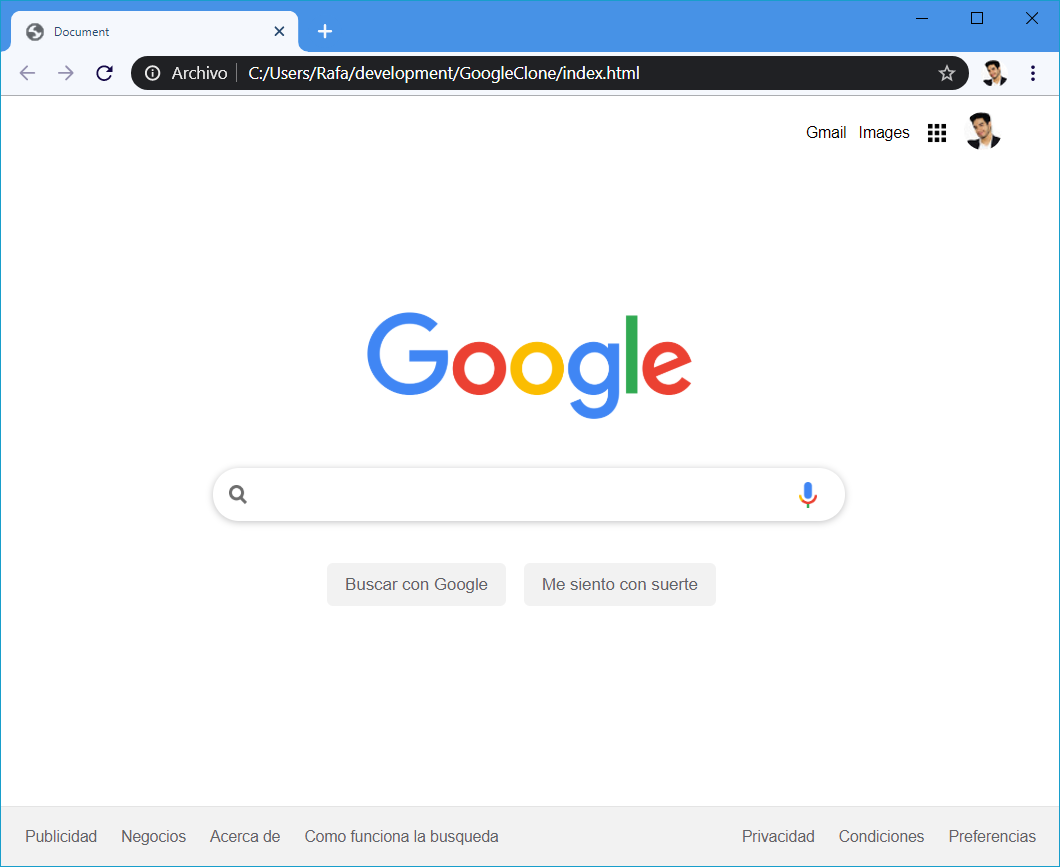 Document
Archivo C:/Users/Rafa/development/GoogleClone/index.html
Gmail Images
Google
Buscar con Google Me siento con suerte
Publicidad Negocios Acerca de Como funciona la busqueda Privacidad Condiciones Preferencias